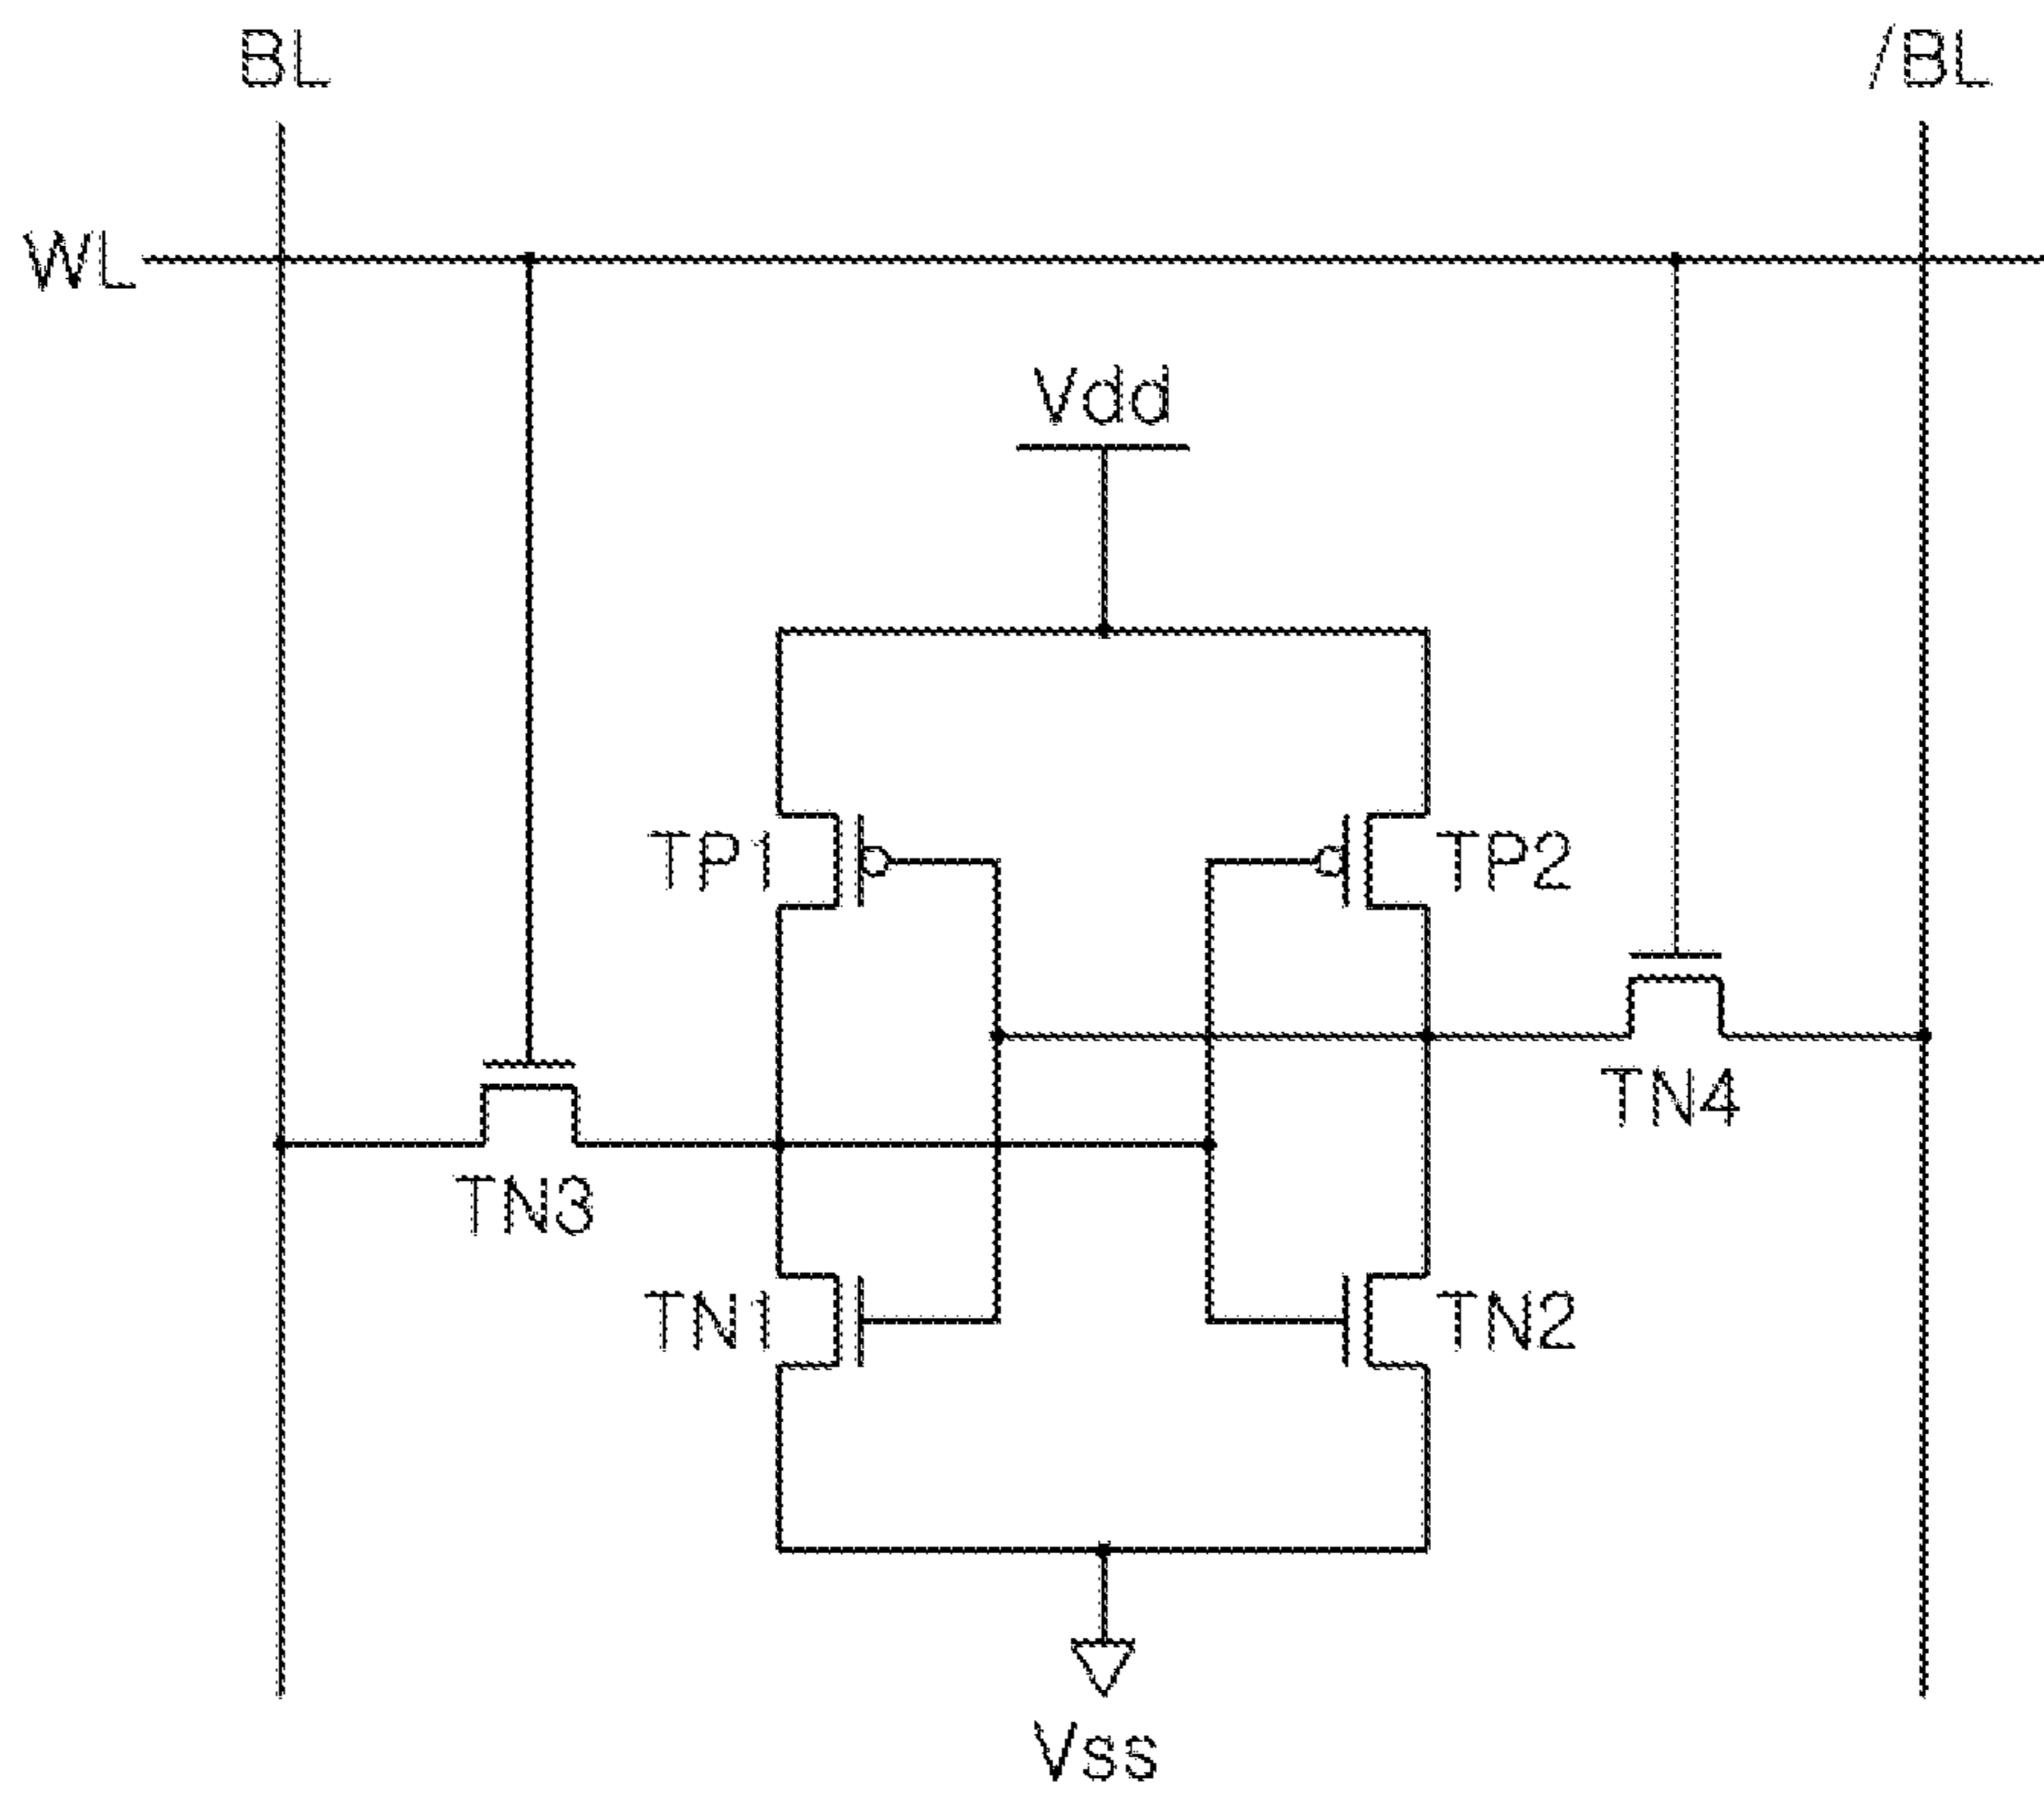 BL
/BL
WL
Vdd
TP1
TP2
TN4
TN3
TN1
TN2
Vss